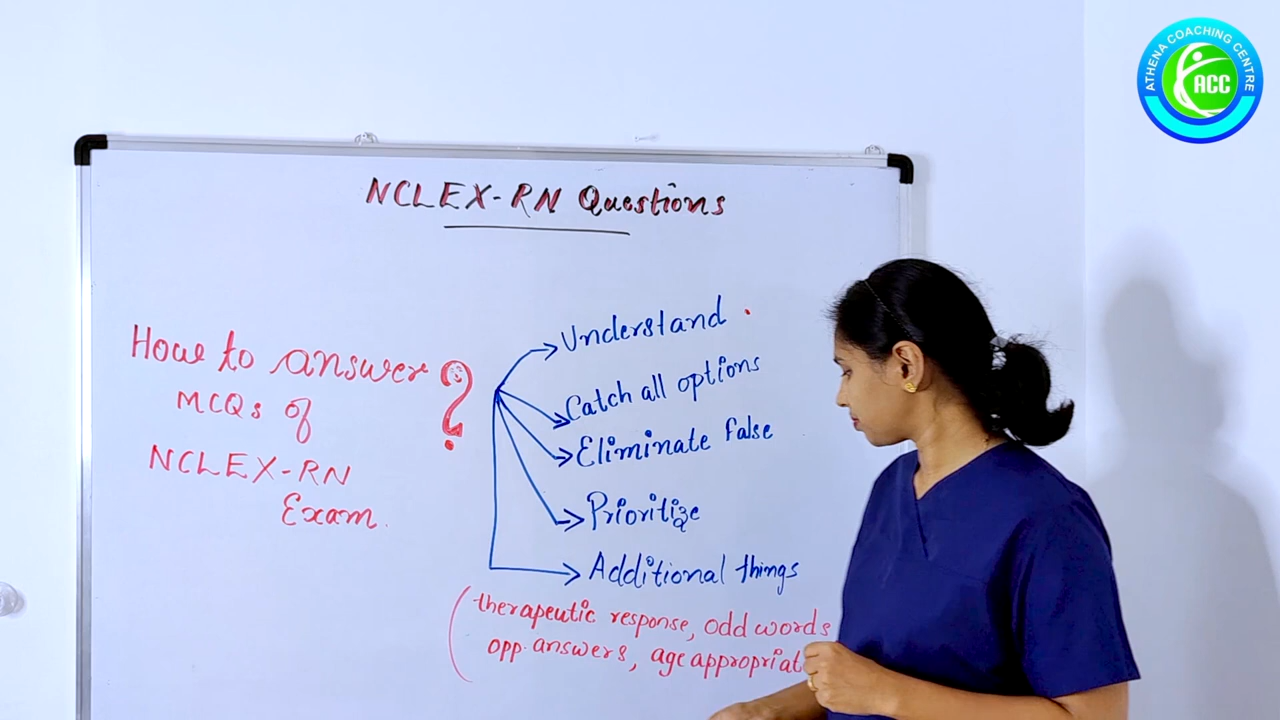 ATHENA COACHING CENTRE
ACC
NCLEX-RN Questions
How to answer ?
MCQs of
NCLEX-RN
Exam.
Understand
Catch all options
Eliminate false
Prioritize
Additional things
(therapeutic response, odd words
opp. answers, age appropriat